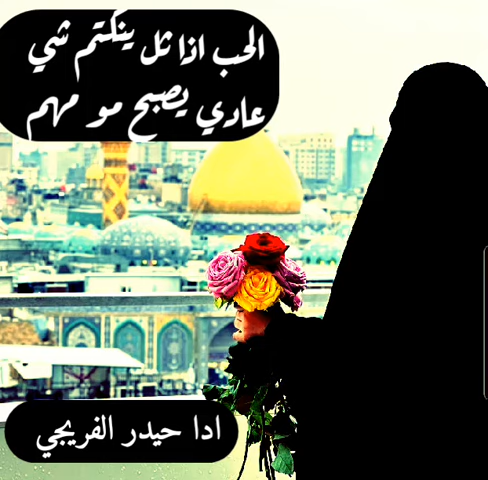 الحب اذا ثل ينكتم شي
عادي يصبح مو مهم
ادا حيدر الفريجي